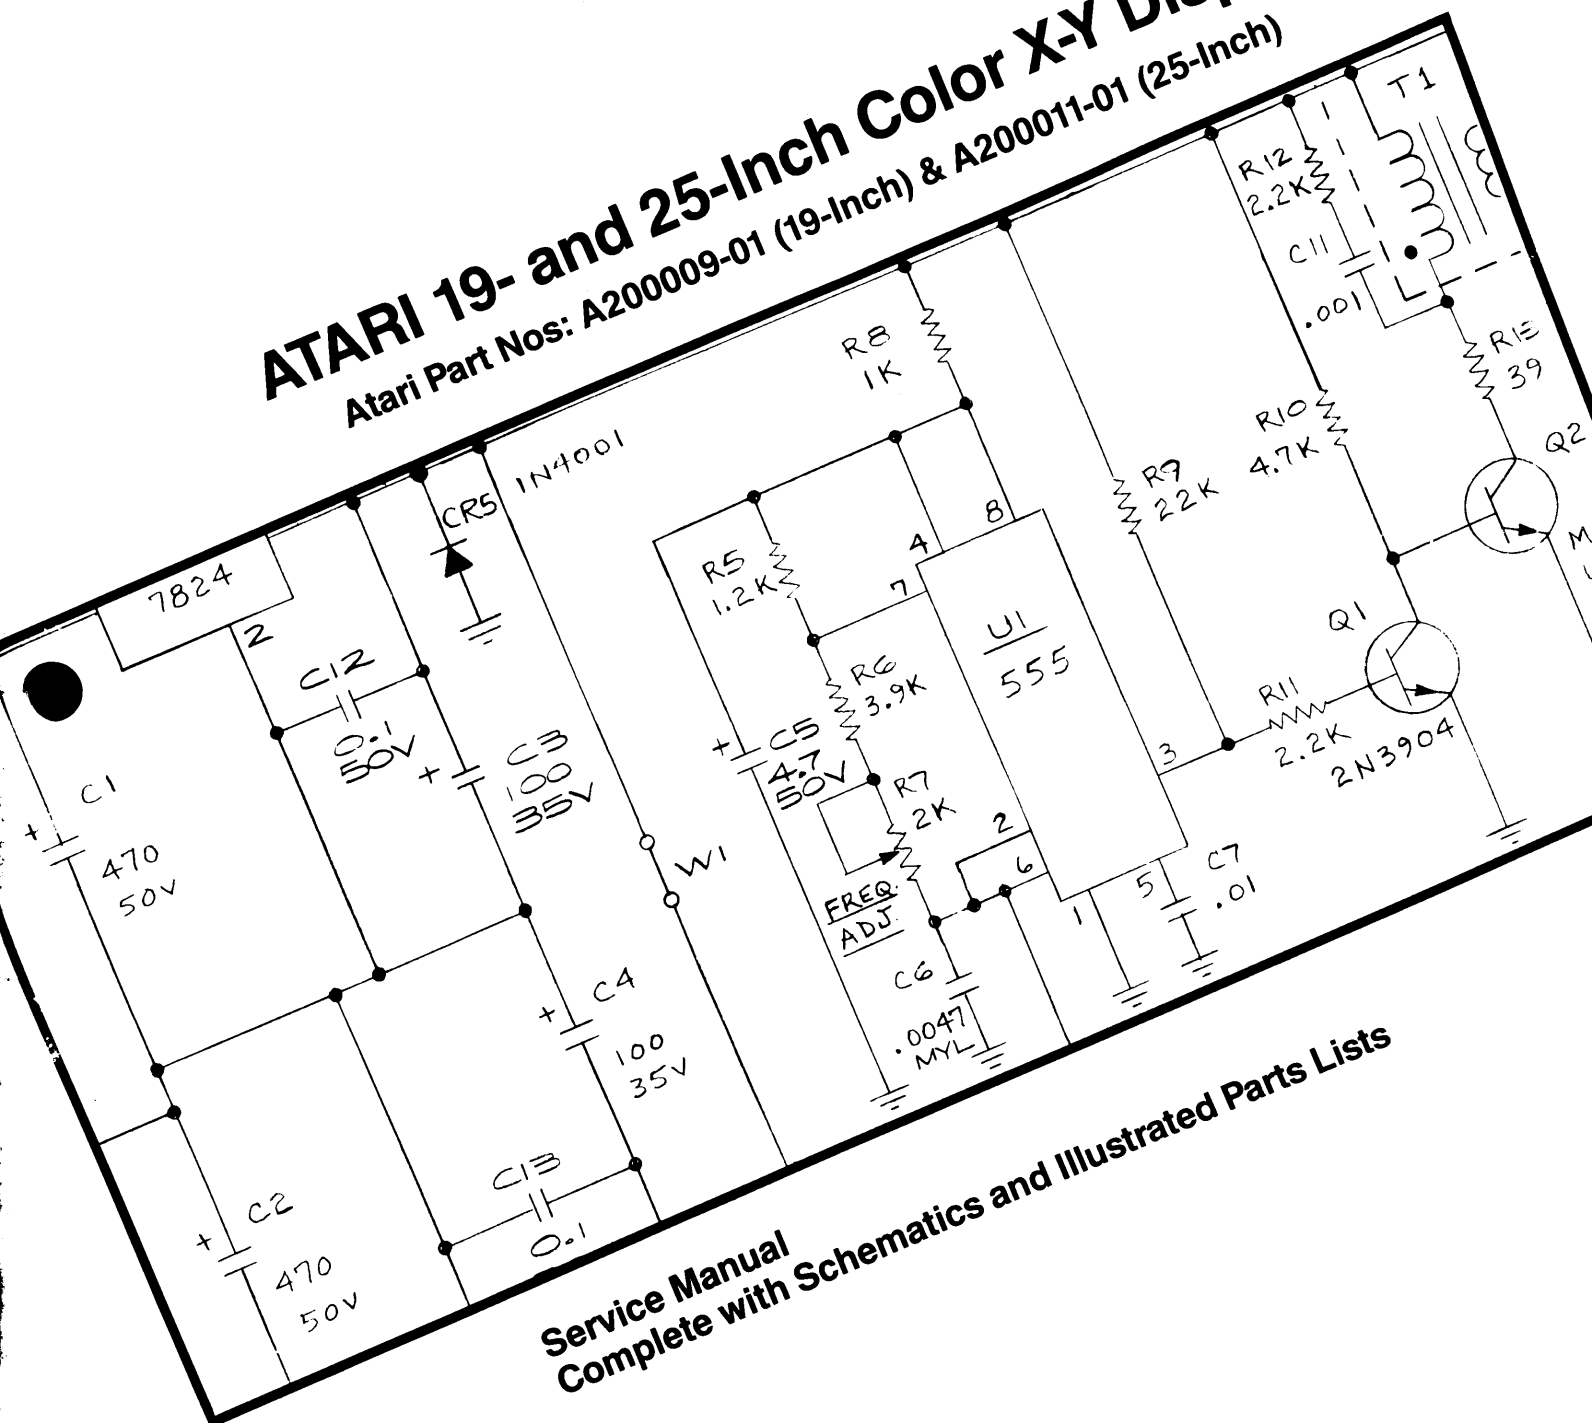 ATARI 19- and 25-Inch Color X-Y
Atari Part Nos: A200009-01 (19-Inch) & A200011-01 (25-Inch)
T1
R12
2.2K
C11
.001
39
Q2
R8
1K
R10
4.7K
R9
22K
1N4001
CR5
7824
2
C12
0.1
50V
+
C3
100
35V
C1
+
470
50V
R5
1.2K
4
8
7
U1
555
R6
3.9K
+
C5
4.7
50V
R7
2K
FREQ.
ADJ.
2
6
3
1
5
C7
.01
Q1
R11
2.2K
2N3904
W1
C6
.0047
MYL
+
C4
100
35V
C13
0.1
+
C2
470
50V
Service Manual
Complete with Schematics and Illustrated Parts Lists